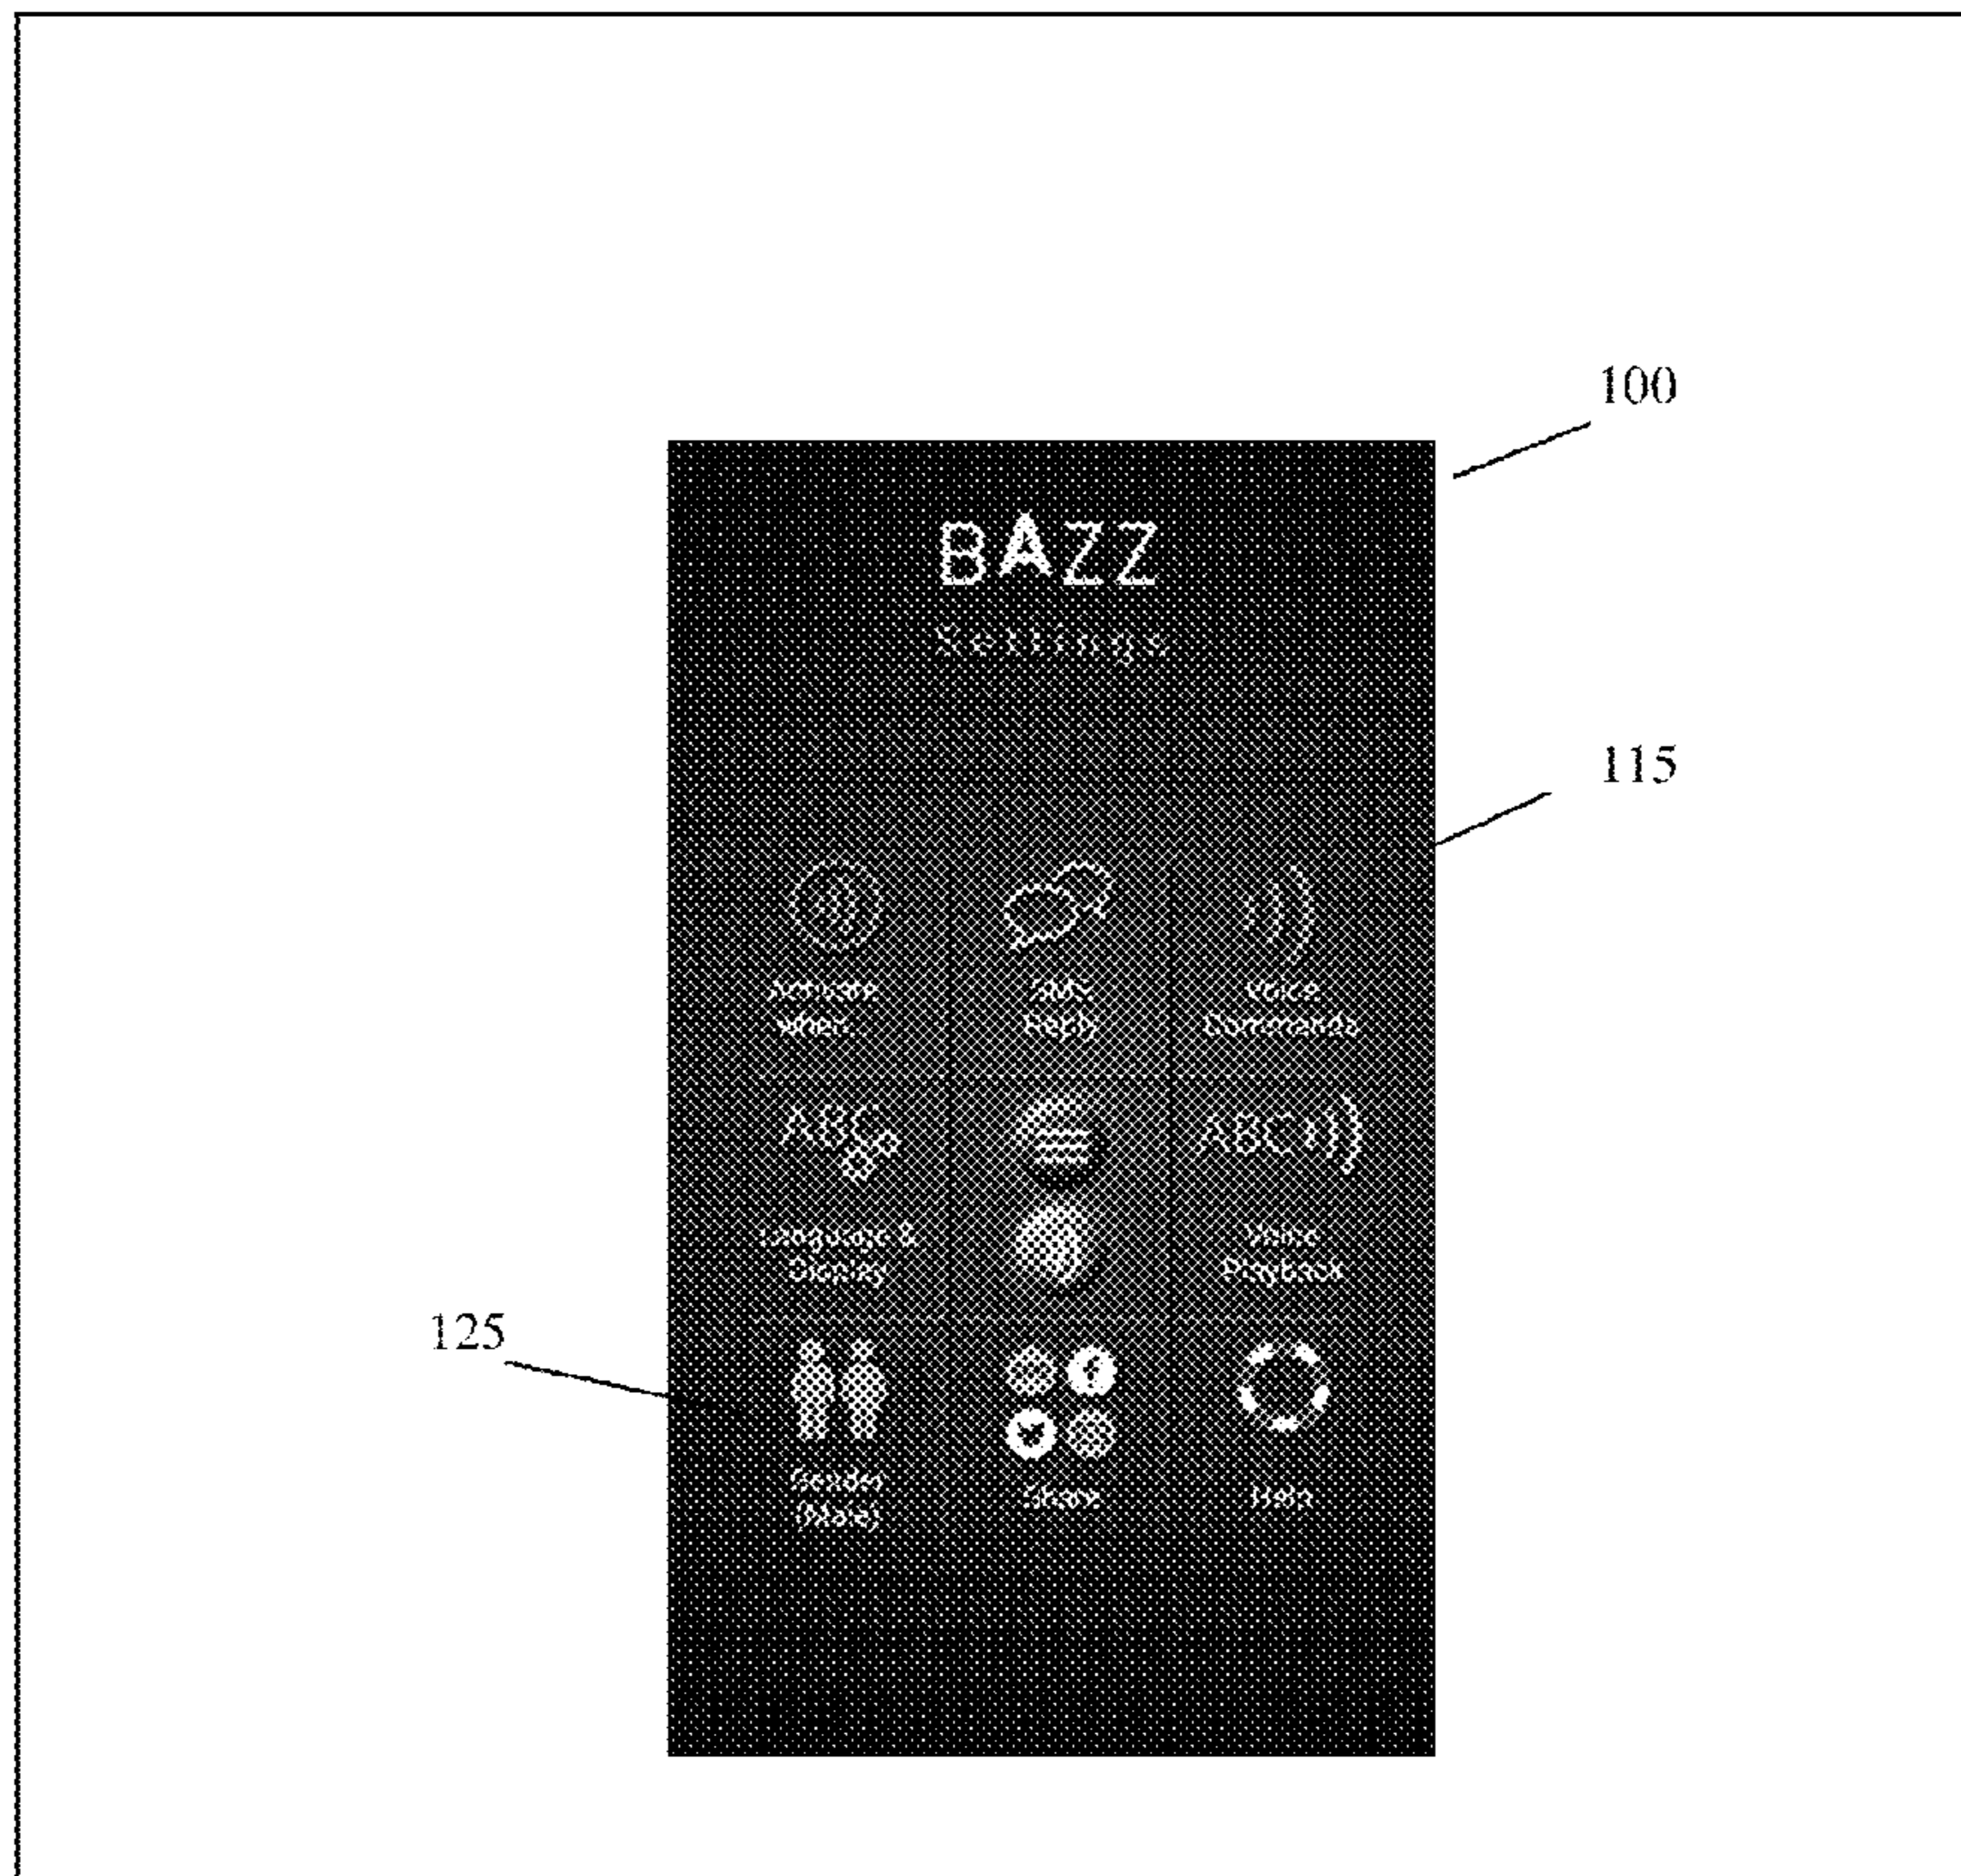 100
BAZZ
Settings
115
Activate SMS Voice
when... Reply Commands
ABC ABC
Language & Voice
Display Playback
125
Gender Share Help
(Male)